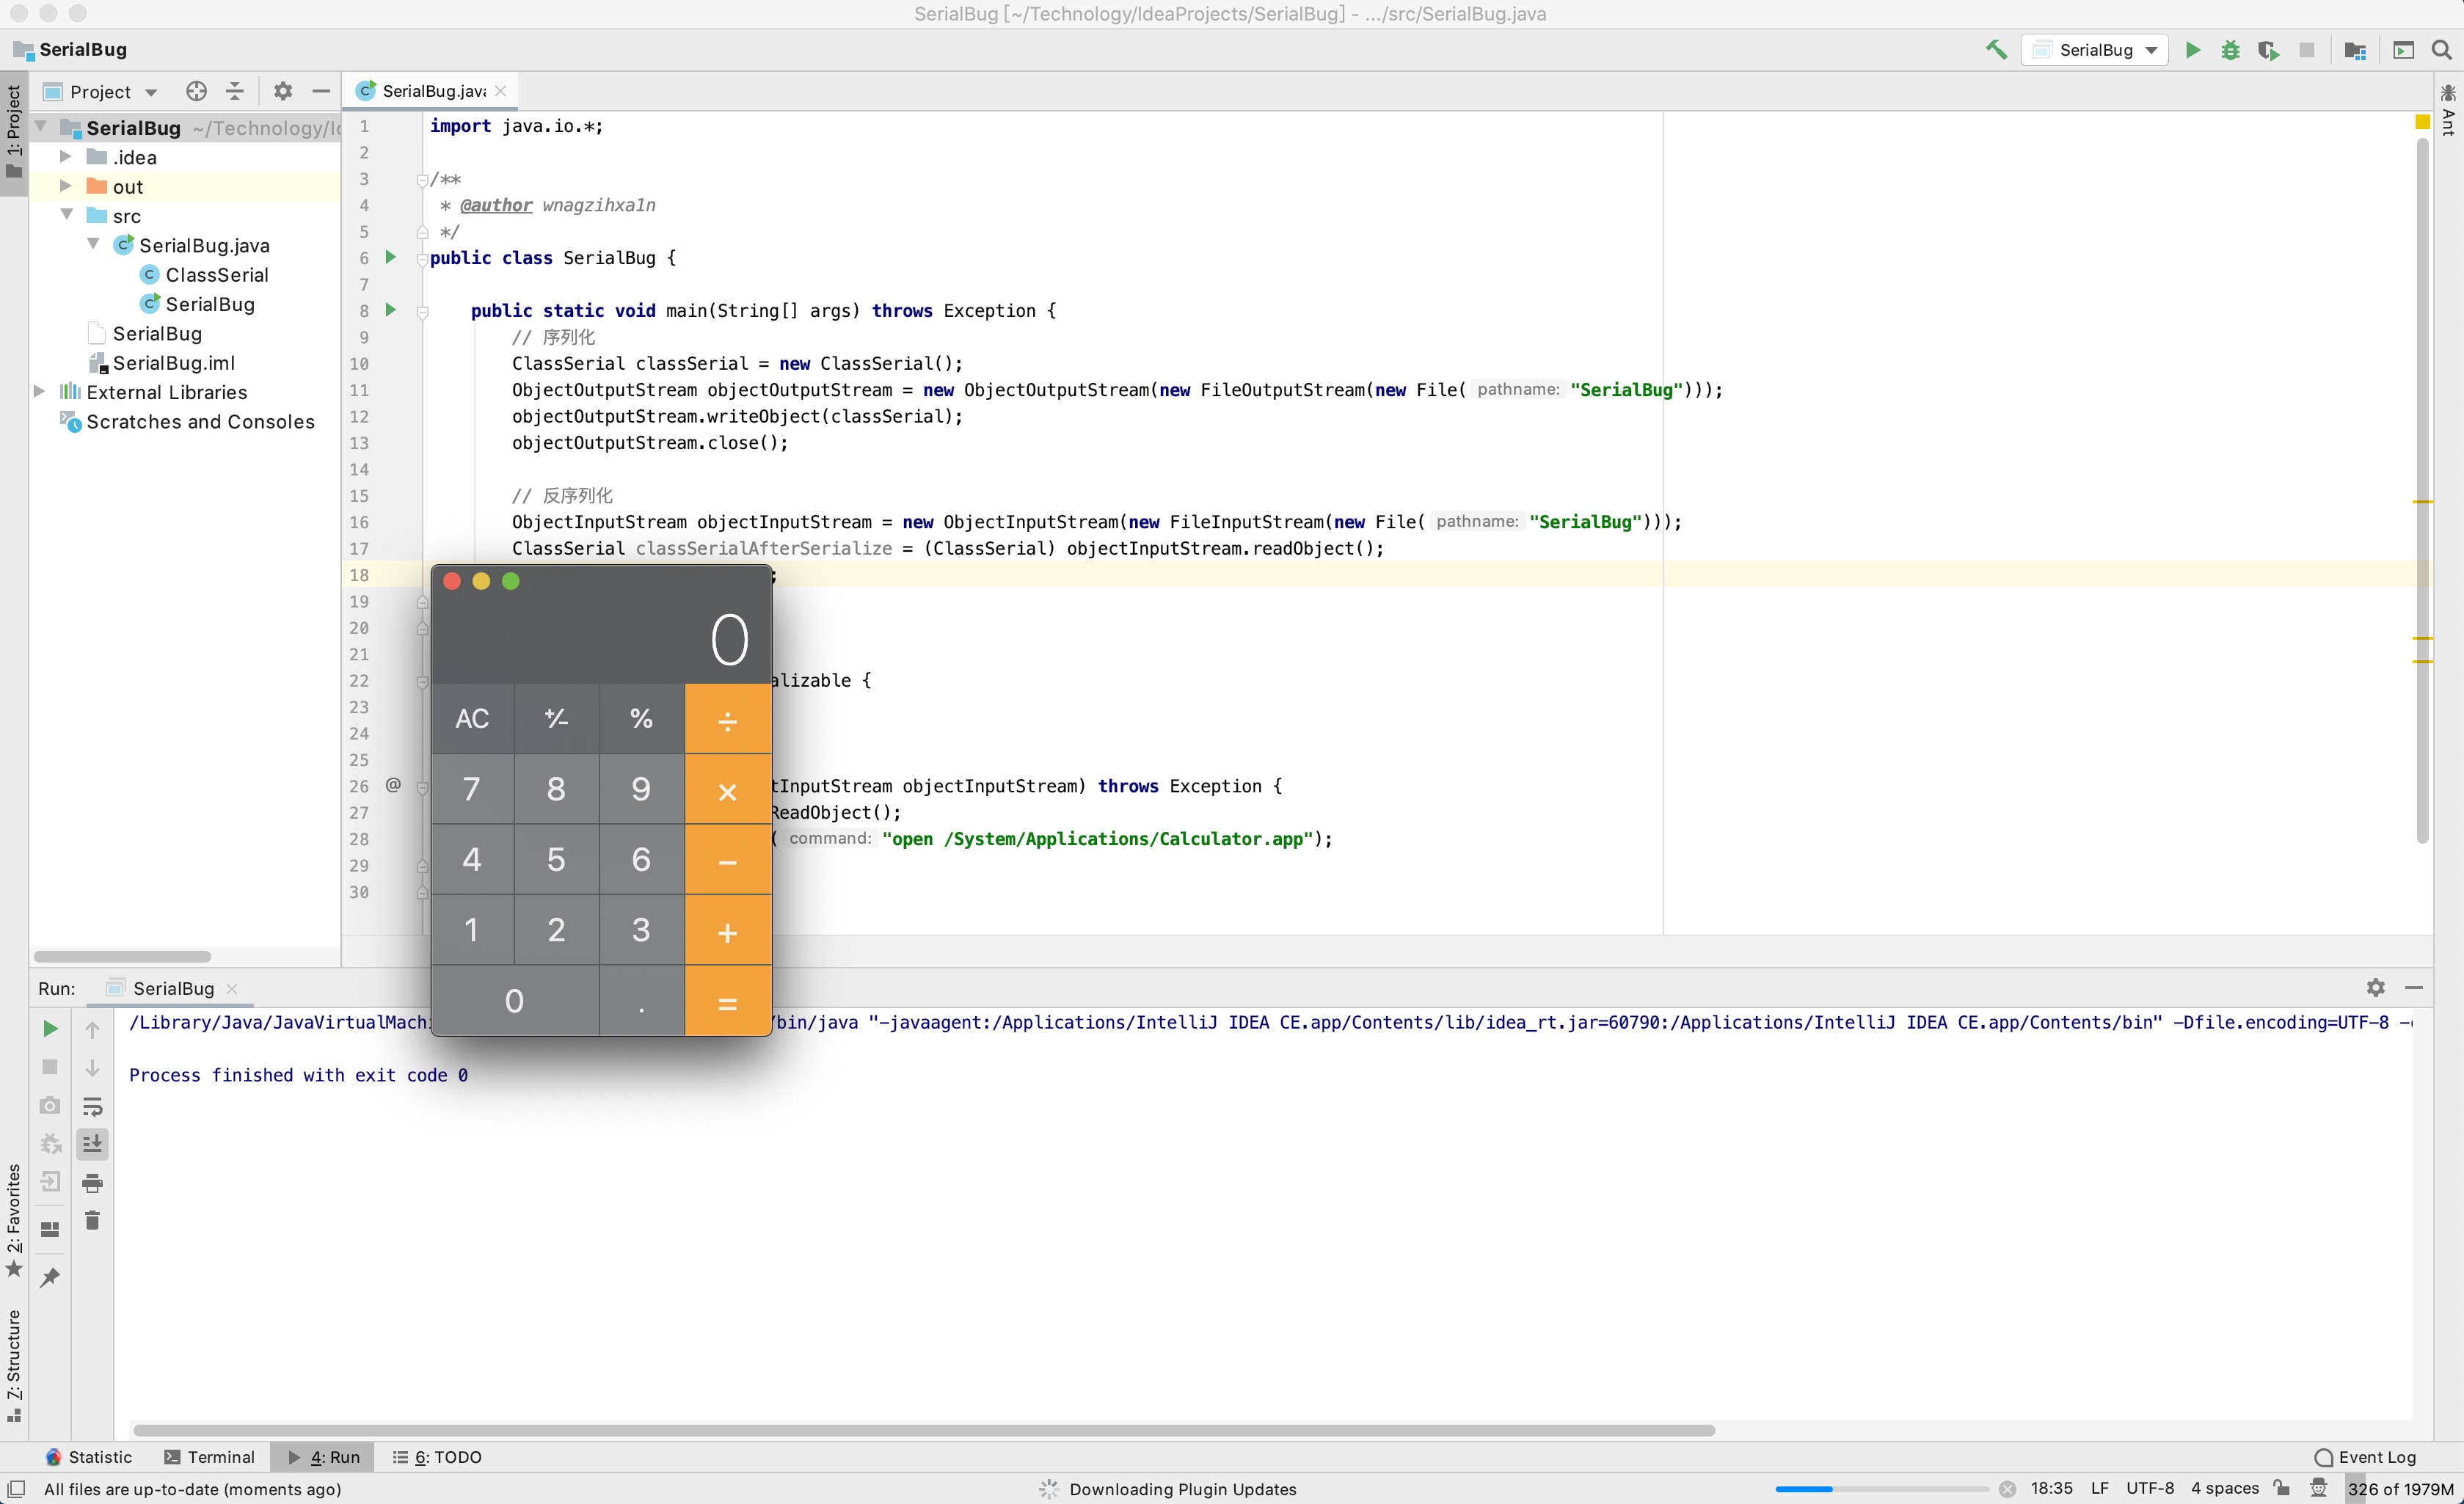 SerialBug [~/Technology/IdeaProjects/SerialBug] - .../src/SerialBug.java
SerialBug
SerialBug
1: Project
Project
SerialBug.java
Ant
SerialBug ~/Technology/I
.idea
out
src
SerialBug.java
ClassSerial
SerialBug
SerialBug
SerialBug.iml
External Libraries
Scratches and Consoles
1 import java.io.*;
2
3 /**
4 * @author wnagzihxa1n
5 */
6 public class SerialBug {
7
8 public static void main(String[] args) throws Exception {
9 // 序列化
10 ClassSerial classSerial = new ClassSerial();
11 ObjectOutputStream objectOutputStream = new ObjectOutputStream(new FileOutputStream(new File( pathname: "SerialBug")));
12 objectOutputStream.writeObject(classSerial);
13 objectOutputStream.close();
14
15 // 反序列化
16 ObjectInputStream objectInputStream = new ObjectInputStream(new FileInputStream(new File( pathname: "SerialBug")));
17 ClassSerial classSerialAfterSerialize = (ClassSerial) objectInputStream.readObject();
18 ;
19
20
21
22 alizable {
23
24
25
26 @ tInputStream objectInputStream) throws Exception {
27 ReadObject();
28 ( command: "open /System/Applications/Calculator.app");
29
30
0
AC ⁺∕₋ % ÷
7 8 9 ×
4 5 6 −
1 2 3 +
0 . =
Run: SerialBug
/Library/Java/JavaVirtualMachi /bin/java "-javaagent:/Applications/IntelliJ IDEA CE.app/Contents/lib/idea_rt.jar=60790:/Applications/IntelliJ IDEA CE.app/Contents/bin" -Dfile.encoding=UTF-8 -
Process finished with exit code 0
2: Favorites
7: Structure
Statistic Terminal 4: Run 6: TODO Event Log
All files are up-to-date (moments ago) Downloading Plugin Updates 18:35 LF UTF-8 4 spaces 326 of 1979M